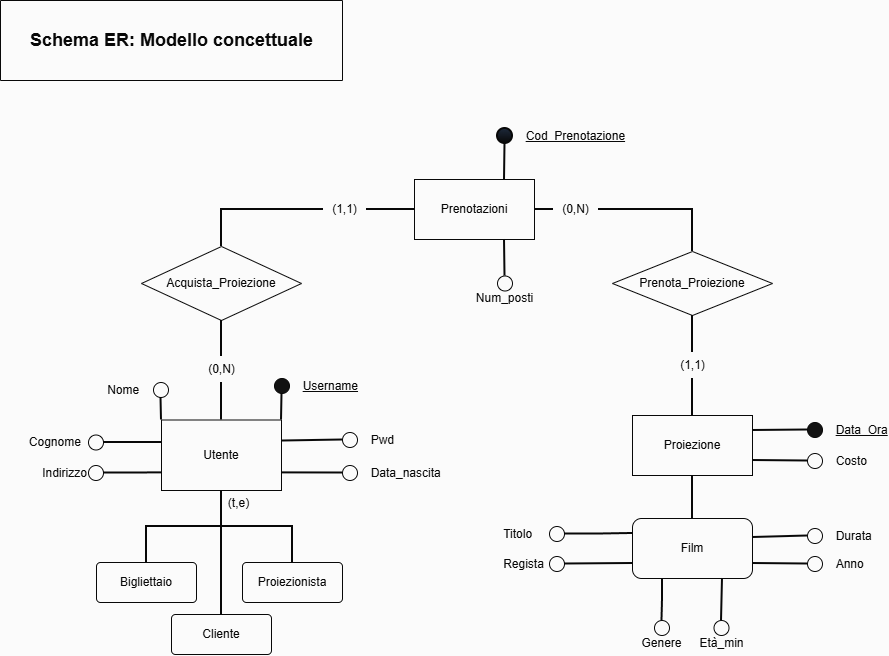 Schema ER: Modello concettuale
Cod_Prenotazione
(1,1)
Prenotazioni
(0,N)
Acquista_Proiezione
Prenota_Proiezione
Num_posti
(0,N)
(1,1)
Nome
Username
Cognome
Utente
Pwd
Indirizzo
Data_nascita
Proiezione
Data_Ora
Costo
(t,e)
Titolo
Film
Durata
Regista
Anno
Bigliettaio
Proiezionista
Cliente
Genere
Età_min